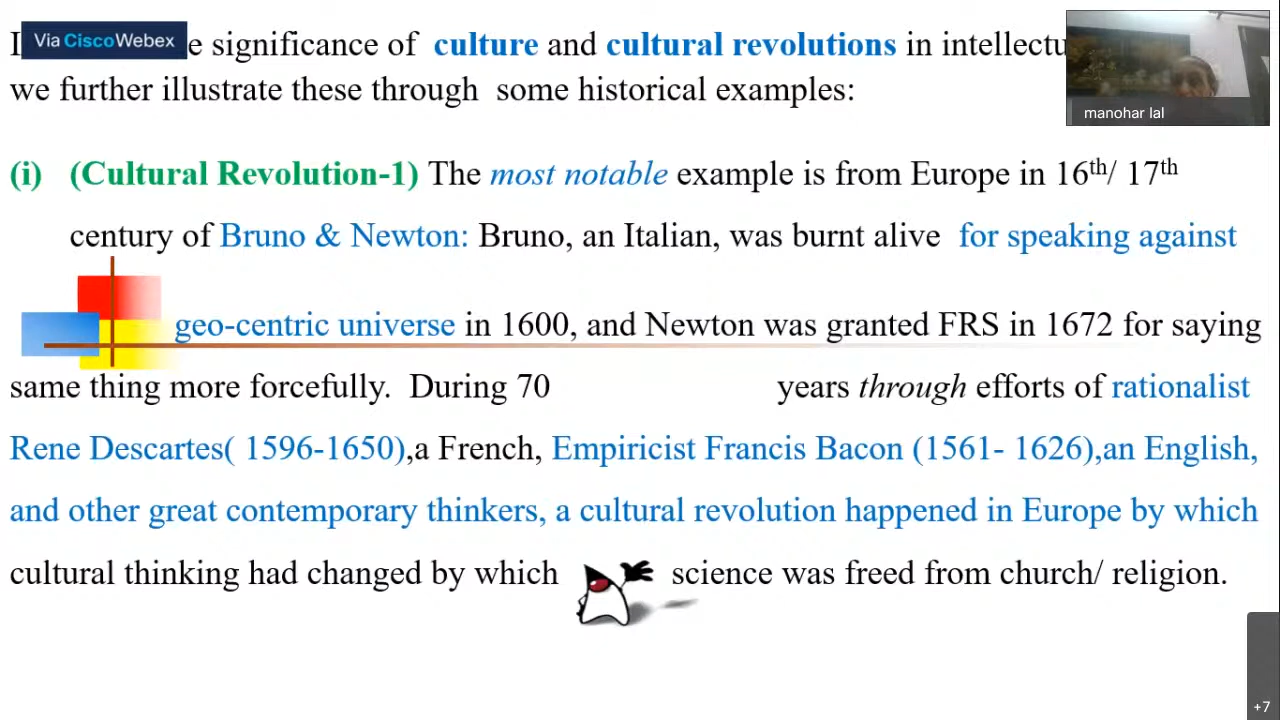 I Via CiscoWebex e significance of culture and cultural revolutions in intellectu
we further illustrate these through some historical examples:
manohar lal
(i) (Cultural Revolution-1) The most notable example is from Europe in 16th/ 17th
century of Bruno & Newton: Bruno, an Italian, was burnt alive for speaking against
geo-centric universe in 1600, and Newton was granted FRS in 1672 for saying
same thing more forcefully. During 70 years through efforts of rationalist
Rene Descartes( 1596-1650),a French, Empiricist Francis Bacon (1561- 1626),an English,
and other great contemporary thinkers, a cultural revolution happened in Europe by which
cultural thinking had changed by which science was freed from church/ religion.
+7